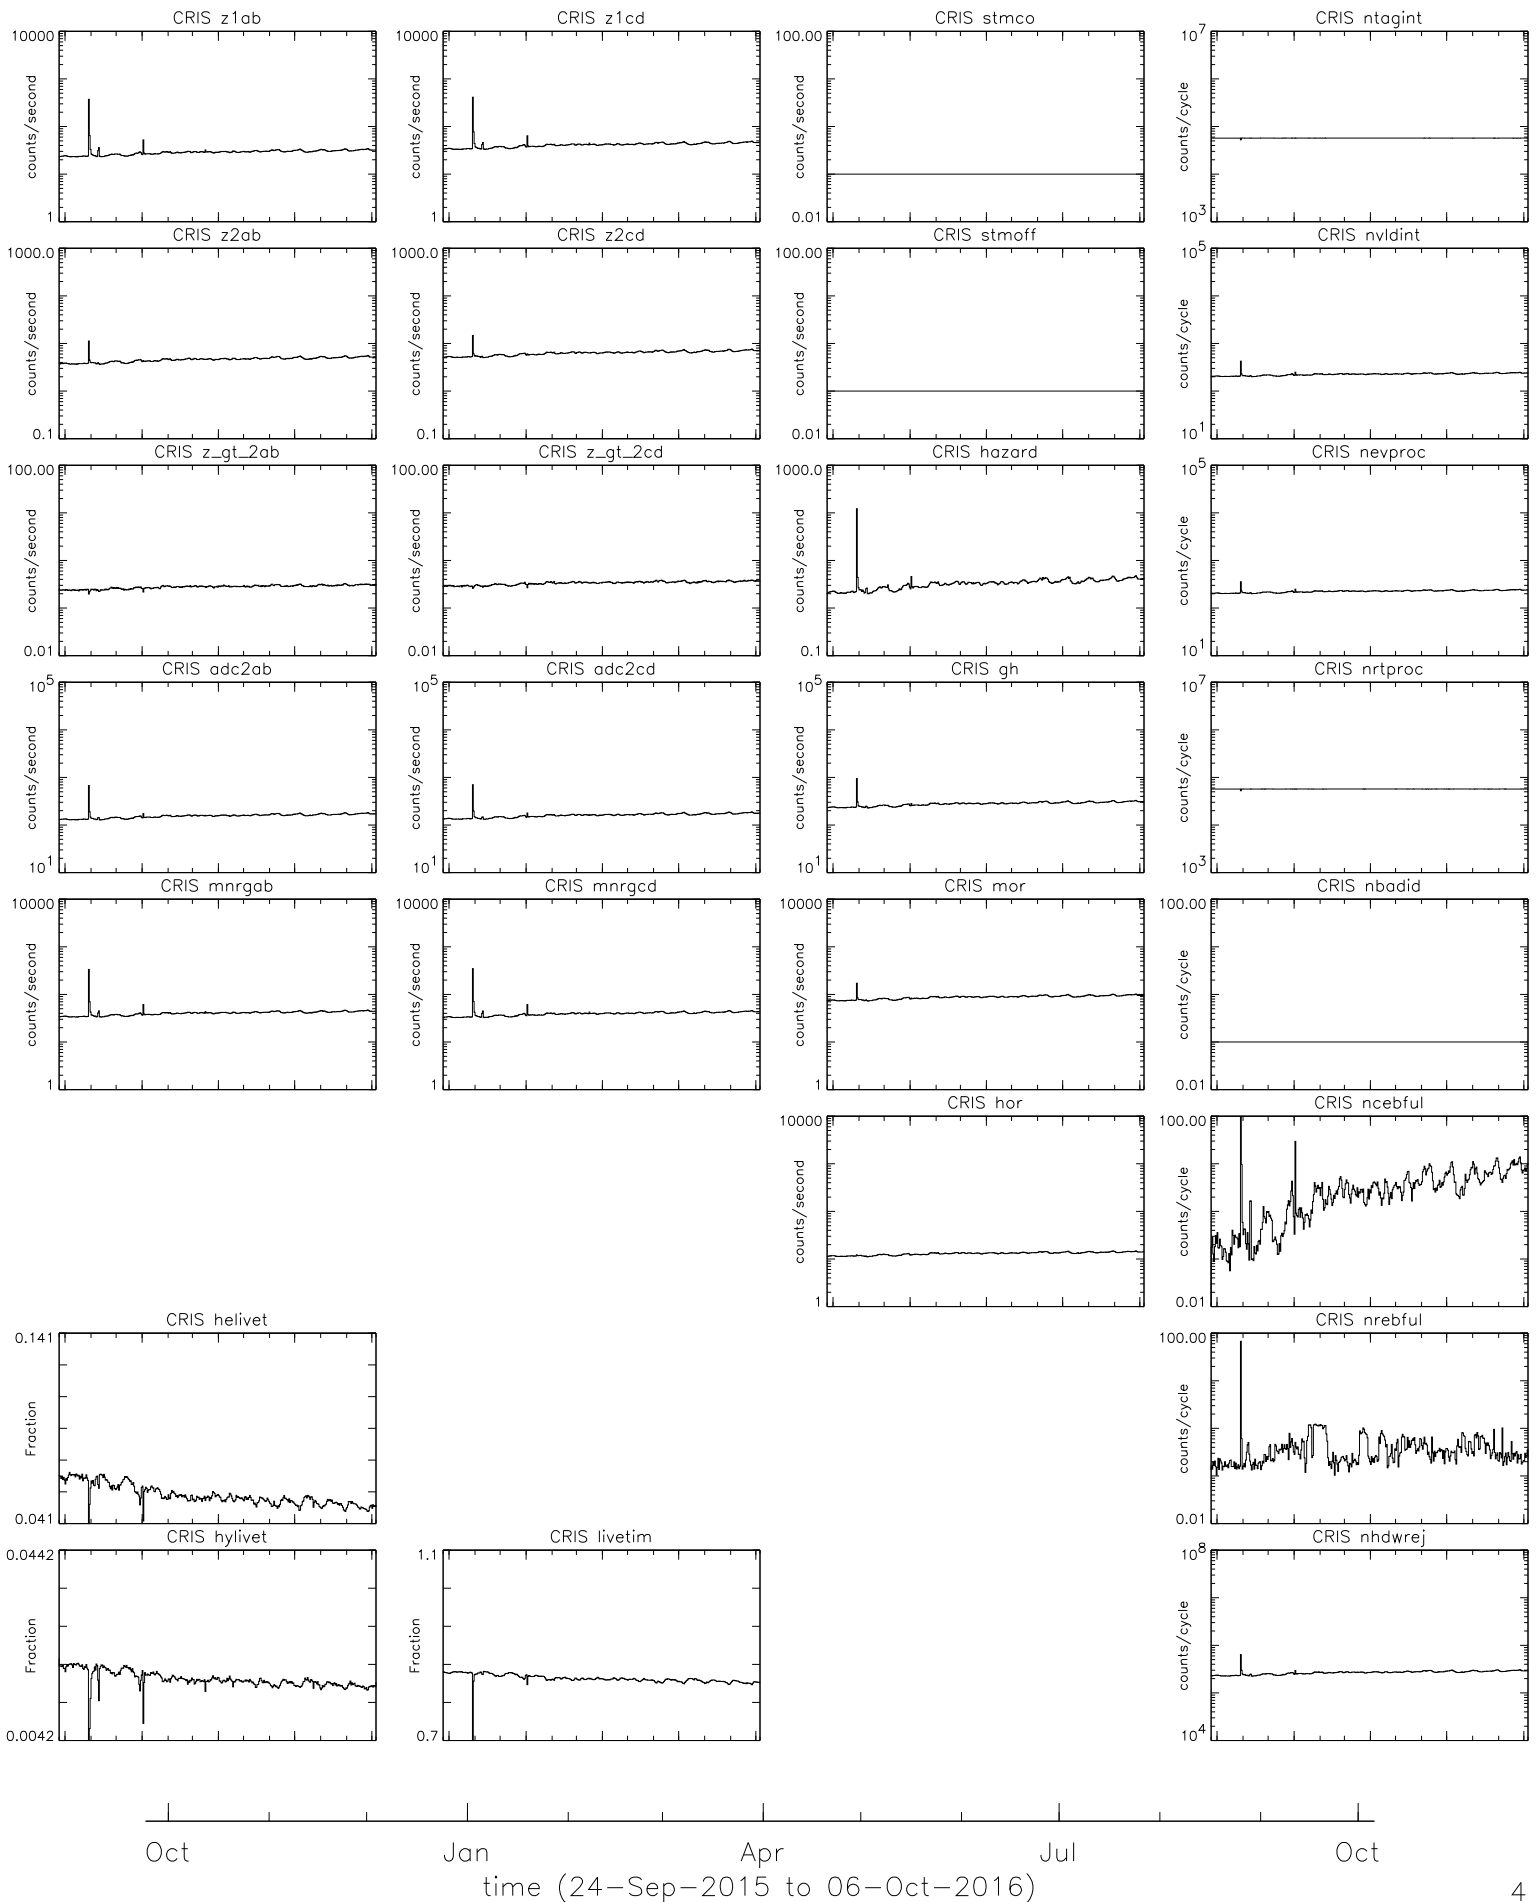 CRIS z1ab CRIS z1cd CRIS stmco CRIS ntagint
10000 10000 100.00 10^7
counts/second counts/second counts/second counts/cycle
1 1 0.01 10^3
CRIS z2ab CRIS z2cd CRIS stmoff CRIS nvldint
1000.0 1000.0 100.00 10^5
counts/second counts/second counts/second counts/cycle
0.1 0.1 0.01 10^1
CRIS z_gt_2ab CRIS z_gt_2cd CRIS hazard CRIS nevproc
100.00 100.00 1000.0 10^5
counts/second counts/second counts/second counts/cycle
0.01 0.01 0.1 10^1
CRIS adc2ab CRIS adc2cd CRIS gh CRIS nrtproc
10^5 10^5 10^5 10^7
counts/second counts/second counts/second counts/cycle
10^1 10^1 10^1 10^3
CRIS mnrgab CRIS mnrgcd CRIS mor CRIS nbadid
10000 10000 10000 100.00
counts/second counts/second counts/second counts/cycle
1 1 1 0.01
CRIS hor CRIS ncebful
10000 100.00
counts/second counts/cycle
1 0.01
CRIS helivet CRIS nrebful
0.141 100.00
Fraction counts/cycle
0.041 0.01
CRIS hylivet CRIS livetim CRIS nhdwrej
0.0442 1.1 10^8
Fraction Fraction counts/cycle
0.0042 0.7 10^4
Oct Jan Apr Jul Oct
time (24-Sep-2015 to 06-Oct-2016)
4